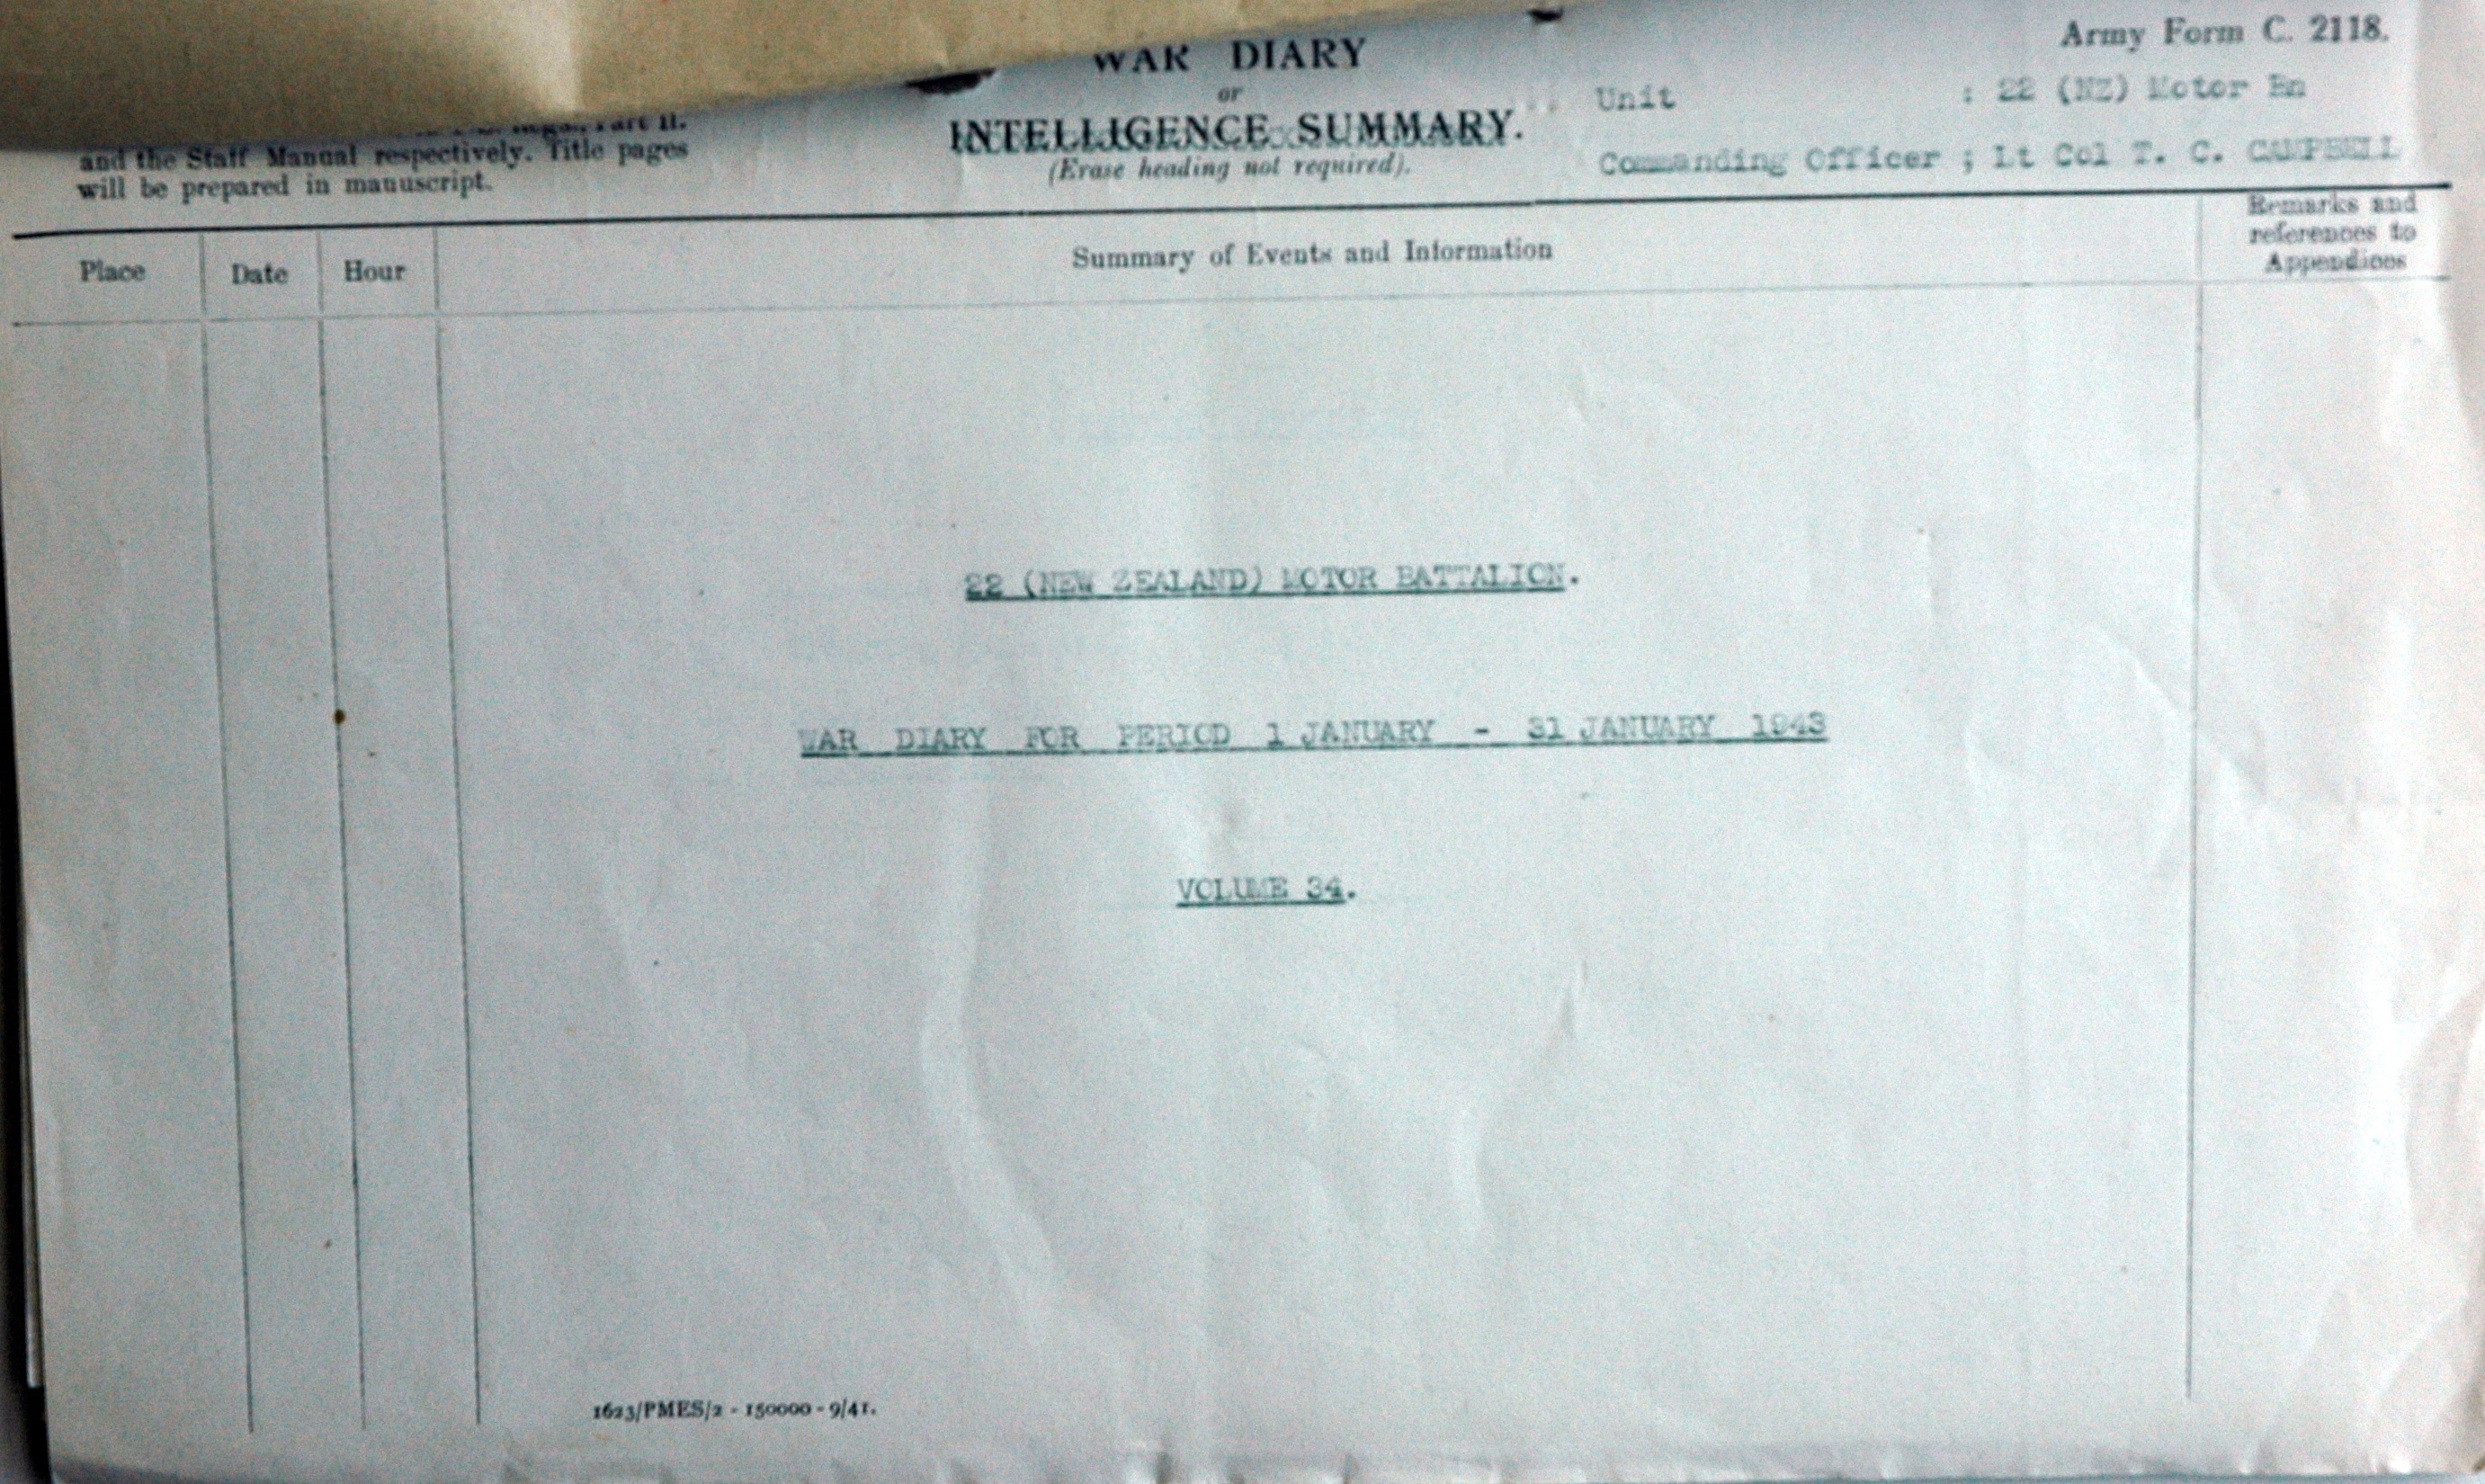 Army Form C. 2118.
WAR DIARY
or
INTELLIGENCE SUMMARY.
(Erase heading not required).
Regs., Part II.
and the Staff Manual respectively. Title pages
will be prepared in manuscript.
Unit : 22 (NZ) Motor Bn
Commanding Officer ; Lt Col T. C. CAMPBELL
Place Date Hour Summary of Events and Information
Remarks and
references to
Appendices
22 (NEW ZEALAND) MOTOR BATTALION.
WAR DIARY FOR PERIOD 1 JANUARY - 31 JANUARY 1943
VOLUME 34.
1623/PMES/2 - 150000 - 9/41.